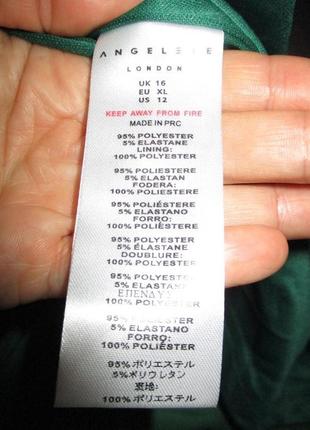 LONDON
UK 16
EU XL
US 12
KEEP AWAY FROM FIRE
MADE IN PRC
95% POLYESTER
5% ELASTANE
LINING:
100% POLYESTER
95% POLIESTERE
5% ELASTAN
FODERA:
100% POLIESTERE
95% POLIÉSTERE
5% ELASTANO
FORRO:
100% POLIÉSTERE
95% POLYESTER
5% ELASTAN
DOUBLURE:
100% POLYESTER
95% POLYESTER
5% ELASTANE
100% POLYESTER
95% POLIÉSTER
5% ELASTANO
FORRO:
100% POLIÉSTER
95% ポリエステル
5% ポリウレタン
裏地:
100% ポリエステル